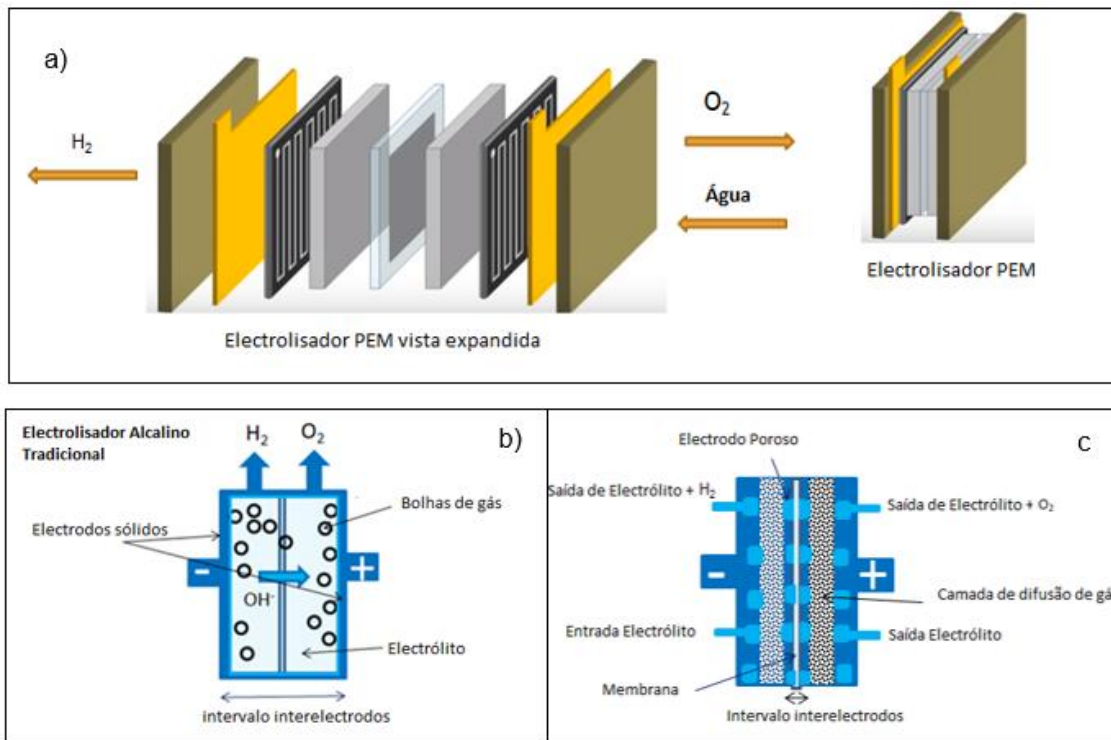 a)
H₂
O₂
Água
Electrolisador PEM
Electrolisador PEM vista expandida
Electrolisador Alcalino
Tradicional
b)
H₂
O₂
Bolhas de gás
Electrodos sólidos
-
+
OH⁻
Electrólito
intervalo interelectrodos
c
Electrodo Poroso
Saída de Electrólito + H₂
Saída de Electrólito + O₂
-
+
Camada de difusão de gá
Entrada Electrólito
Saída Electrólito
Membrana
Intervalo interelectrodos